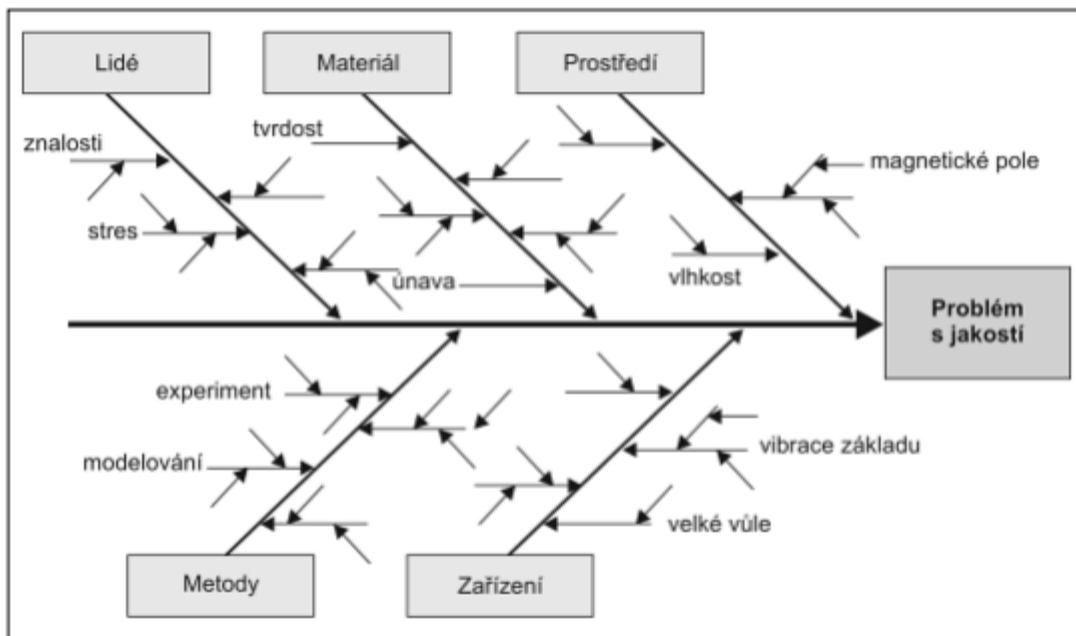 Lidé
Materiál
Prostředí
znalosti
tvrdost
magnetické pole
stres
únava
vlhkost
Problém
s jakostí
experiment
modelování
vibrace základu
velké vůle
Metody
Zařízení